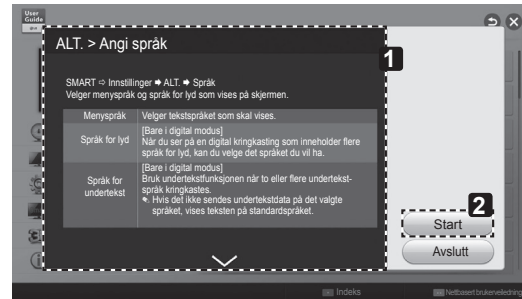 User
Guide
ALT. > Angi språk
1
SMART ⇨ Innstillinger ➡ ALT. ➡ Språk
Velger menyspråk og språk for lyd som vises på skjermen.
Menyspråk
Velger tekstspråket som skal vises.
Språk for lyd
[Bare i digital modus]
Når du ser på en digital kringkasting som inneholder flere
språk for lyd, kan du velge det språket du vil ha.
Språk for
undertekst
[Bare i digital modus]
Bruk undertekstfunksjonen når to eller flere undertekst-
språk kringkastes.
Hvis det ikke sendes undertekstdata på det valgte
språket, vises teksten på standardspråket.
2
Start
Avslutt
Indeks
Nettbasert brukerveiledning